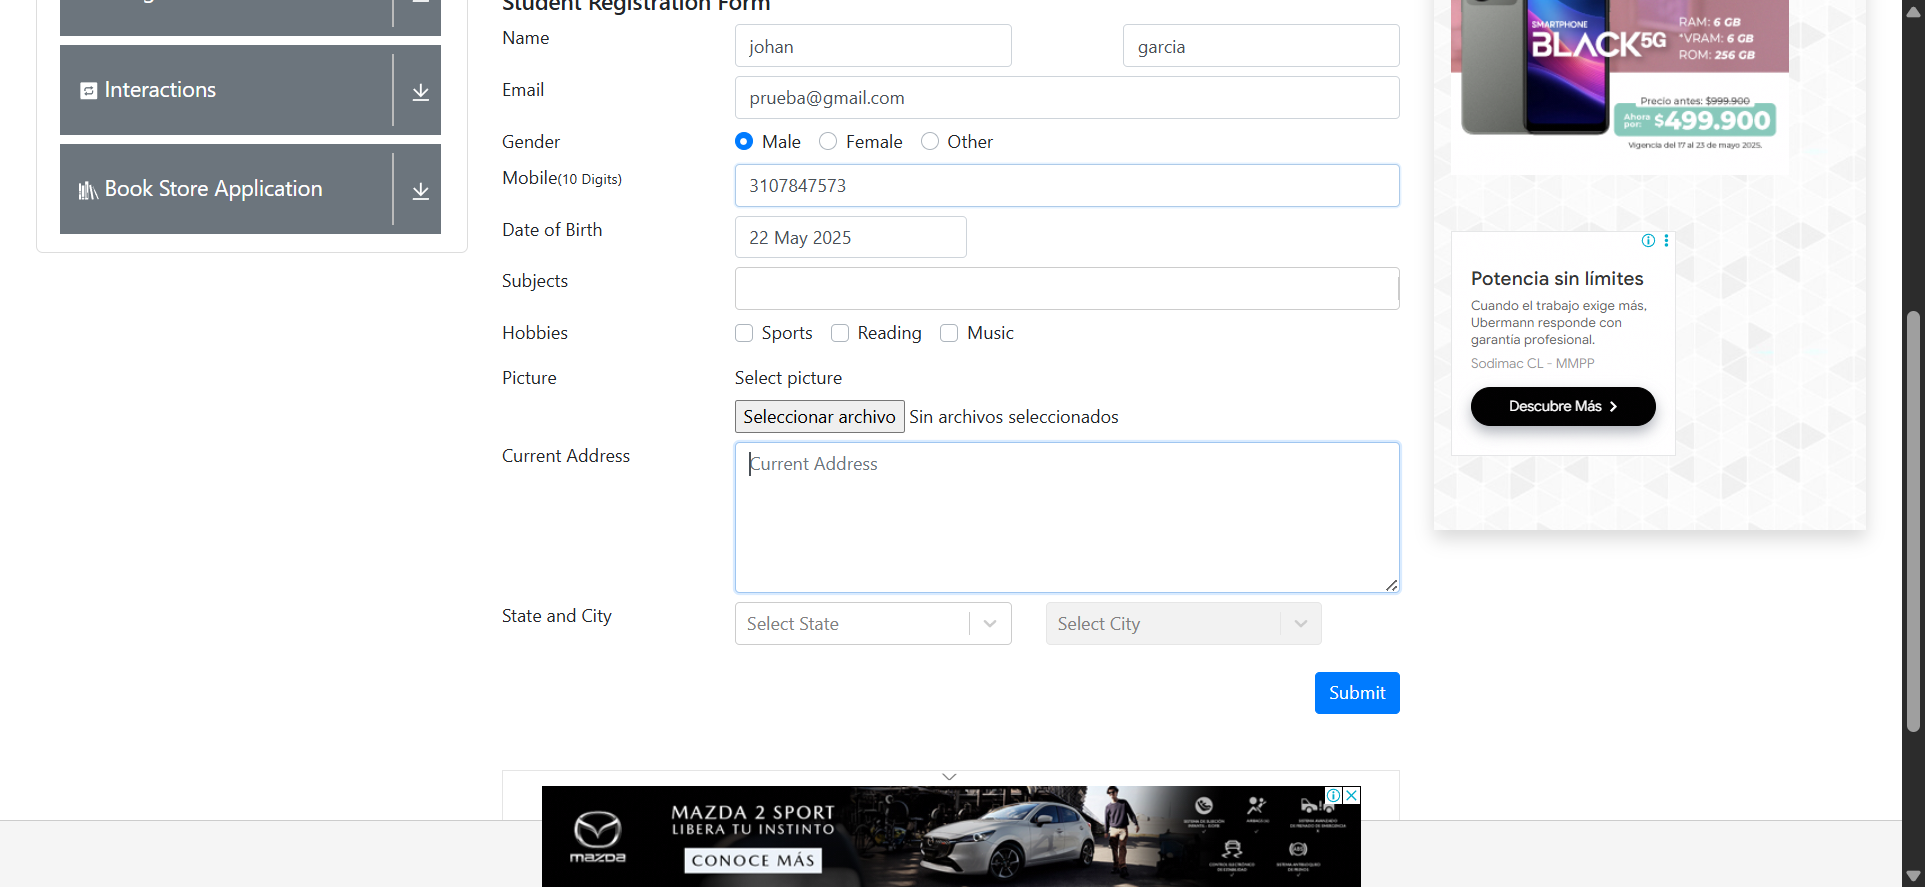 Interactions
Book Store Application
Student Registration Form
Name
johan
garcia
Email
prueba@gmail.com
Gender
Male
Female
Other
Mobile(10 Digits)
3107847573
Date of Birth
22 May 2025
Subjects
Hobbies
Sports
Reading
Music
Picture
Select picture
Seleccionar archivo
Sin archivos seleccionados
Current Address
Current Address
State and City
Select State
Select City
Submit
SMARTPHONE
BLACK5G
RAM: 6 GB
*VRAM: 6 GB
ROM: 256 GB
Precio antes: $999.900
Ahora
por:
$499.900
Vigencia del 17 al 23 de mayo 2025.
Potencia sin límites
Cuando el trabajo exige más,
Ubermann responde con
garantía profesional.
Sodimac CL - MMPP
Descubre Más
mazda
MAZDA 2 SPORT
LIBERA TU INSTINTO
CONOCE MÁS